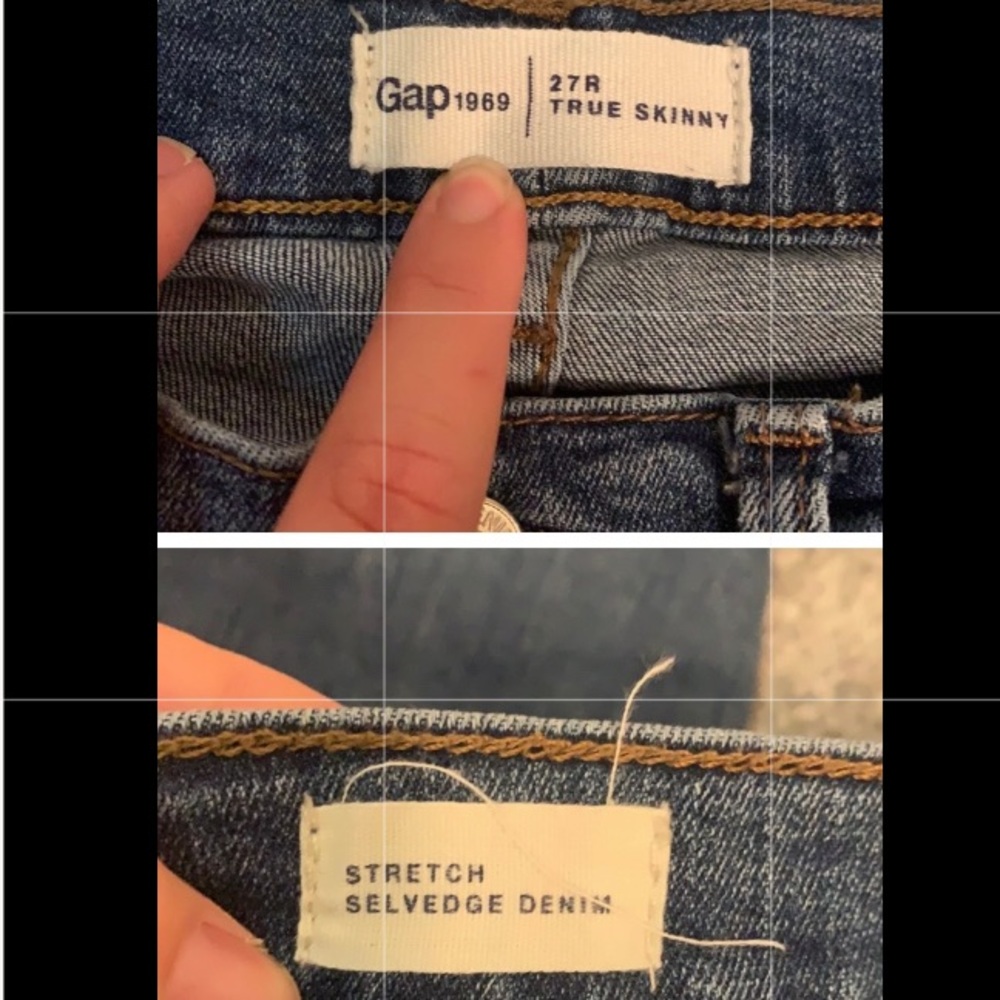 Gap 1969
27R
TRUE SKINNY
STRETCH
SELVEDGE DENIM